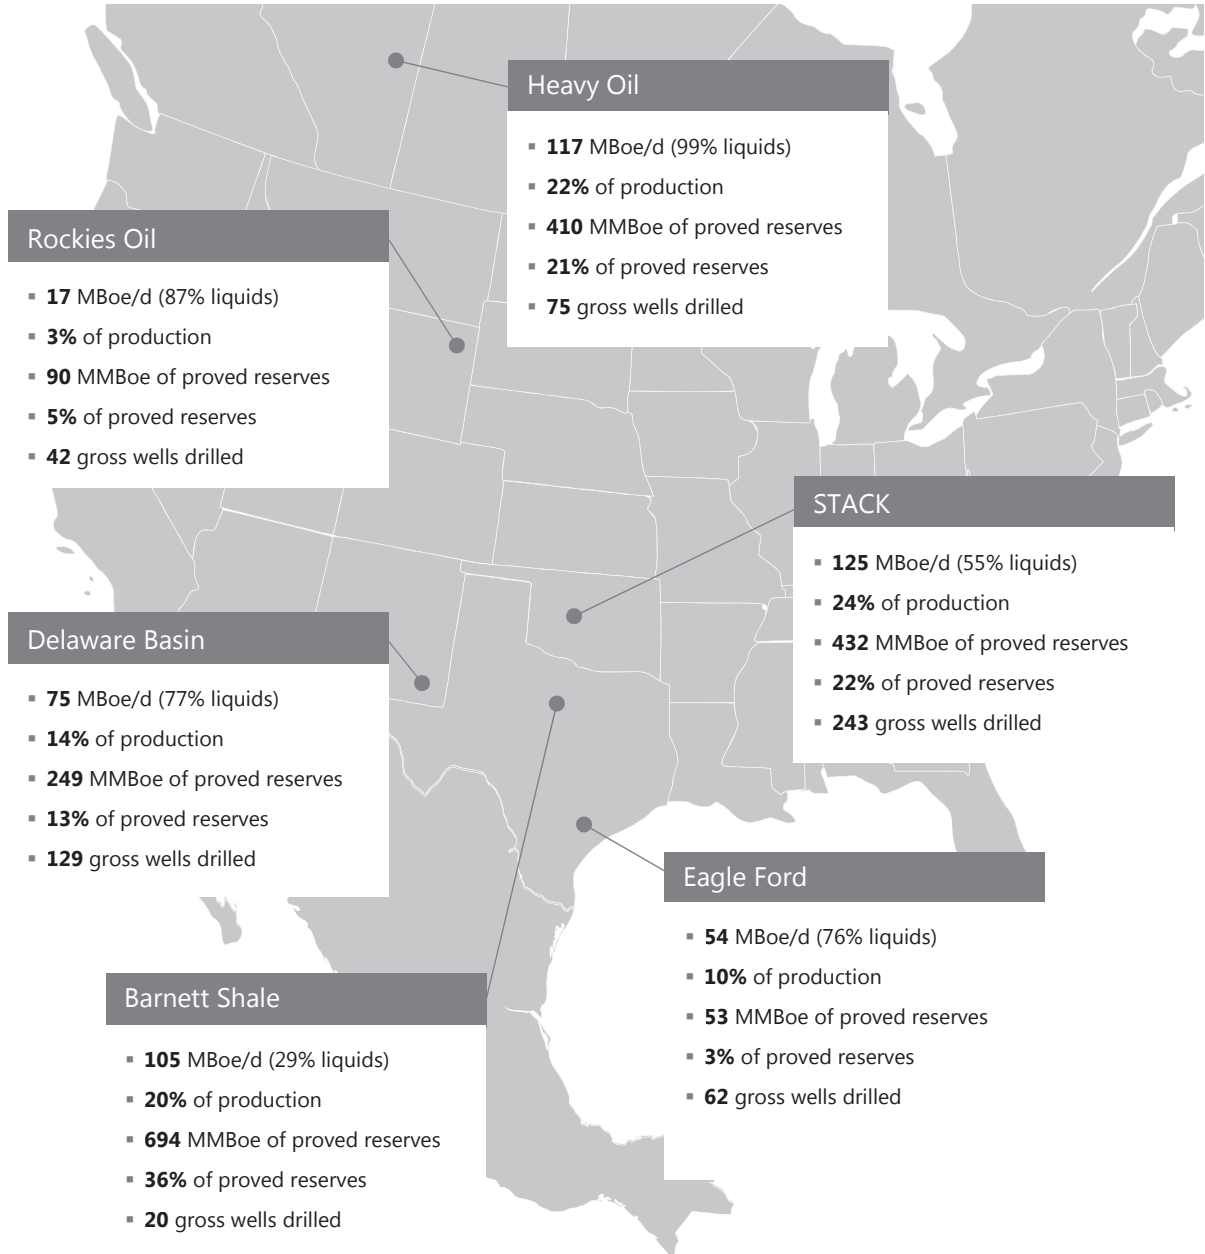 Heavy Oil
▪ 117 MBoe/d (99% liquids)
▪ 22% of production
▪ 410 MMBoe of proved reserves
▪ 21% of proved reserves
▪ 75 gross wells drilled
Rockies Oil
▪ 17 MBoe/d (87% liquids)
▪ 3% of production
▪ 90 MMBoe of proved reserves
▪ 5% of proved reserves
▪ 42 gross wells drilled
STACK
▪ 125 MBoe/d (55% liquids)
▪ 24% of production
▪ 432 MMBoe of proved reserves
▪ 22% of proved reserves
▪ 243 gross wells drilled
Delaware Basin
▪ 75 MBoe/d (77% liquids)
▪ 14% of production
▪ 249 MMBoe of proved reserves
▪ 13% of proved reserves
▪ 129 gross wells drilled
Eagle Ford
▪ 54 MBoe/d (76% liquids)
▪ 10% of production
▪ 53 MMBoe of proved reserves
▪ 3% of proved reserves
▪ 62 gross wells drilled
Barnett Shale
▪ 105 MBoe/d (29% liquids)
▪ 20% of production
▪ 694 MMBoe of proved reserves
▪ 36% of proved reserves
▪ 20 gross wells drilled